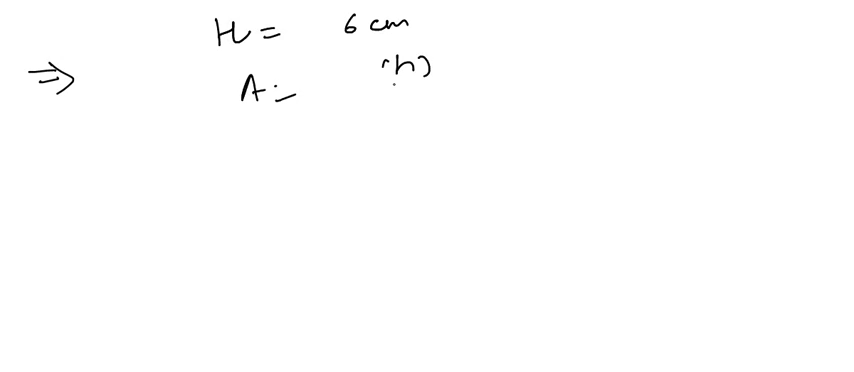 H = 6 cm
⇒ A = (h)